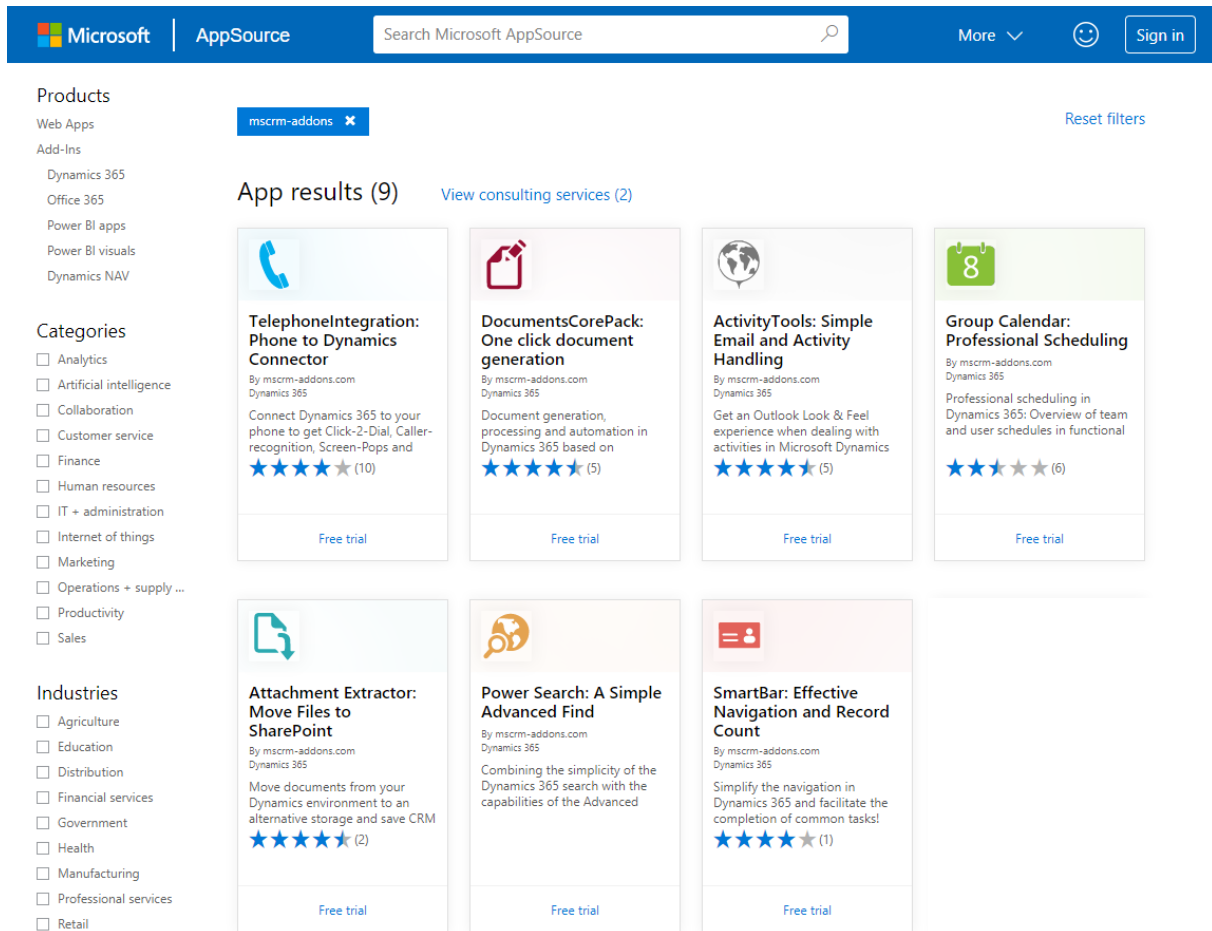 Microsoft AppSource Search Microsoft AppSource More Sign in
Products
Web Apps
Add-Ins
Dynamics 365
Office 365
Power BI apps
Power BI visuals
Dynamics NAV
Categories
Analytics
Artificial intelligence
Collaboration
Customer service
Finance
Human resources
IT + administration
Internet of things
Marketing
Operations + supply ...
Productivity
Sales
Industries
Agriculture
Education
Distribution
Financial services
Government
Health
Manufacturing
Professional services
Retail
mscrm-addons Reset filters
App results (9) View consulting services (2)
TelephoneIntegration:
Phone to Dynamics
Connector
By mscrm-addons.com
Dynamics 365
Connect Dynamics 365 to your
phone to get Click-2-Dial, Caller-
recognition, Screen-Pops and
(10)
Free trial
DocumentsCorePack:
One click document
generation
By mscrm-addons.com
Dynamics 365
Document generation,
processing and automation in
Dynamics 365 based on
(5)
Free trial
ActivityTools: Simple
Email and Activity
Handling
By mscrm-addons.com
Dynamics 365
Get an Outlook Look & Feel
experience when dealing with
activities in Microsoft Dynamics
(5)
Free trial
8
Group Calendar:
Professional Scheduling
By mscrm-addons.com
Dynamics 365
Professional scheduling in
Dynamics 365: Overview of team
and user schedules in functional
(6)
Free trial
Attachment Extractor:
Move Files to
SharePoint
By mscrm-addons.com
Dynamics 365
Move documents from your
Dynamics environment to an
alternative storage and save CRM
(2)
Free trial
Power Search: A Simple
Advanced Find
By mscrm-addons.com
Dynamics 365
Combining the simplicity of the
Dynamics 365 search with the
capabilities of the Advanced
Free trial
SmartBar: Effective
Navigation and Record
Count
By mscrm-addons.com
Dynamics 365
Simplify the navigation in
Dynamics 365 and facilitate the
completion of common tasks!
(1)
Free trial